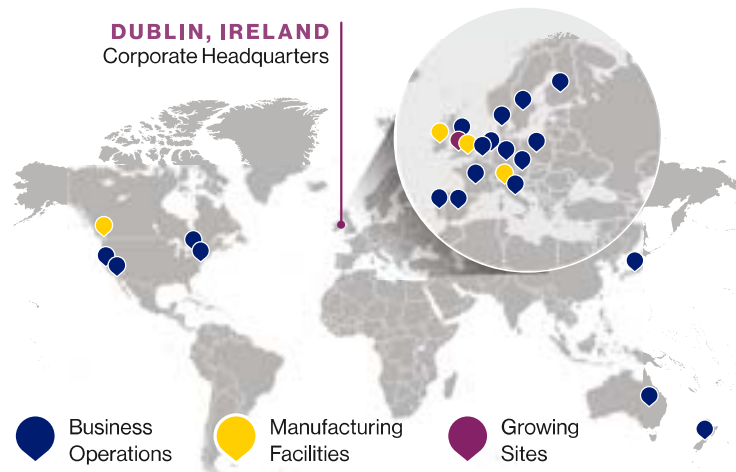 DUBLIN, IRELAND
Corporate Headquarters
Business
Operations
Manufacturing
Facilities
Growing
Sites